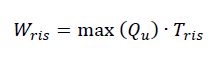 W_ris = max (Q_u) · T_ris